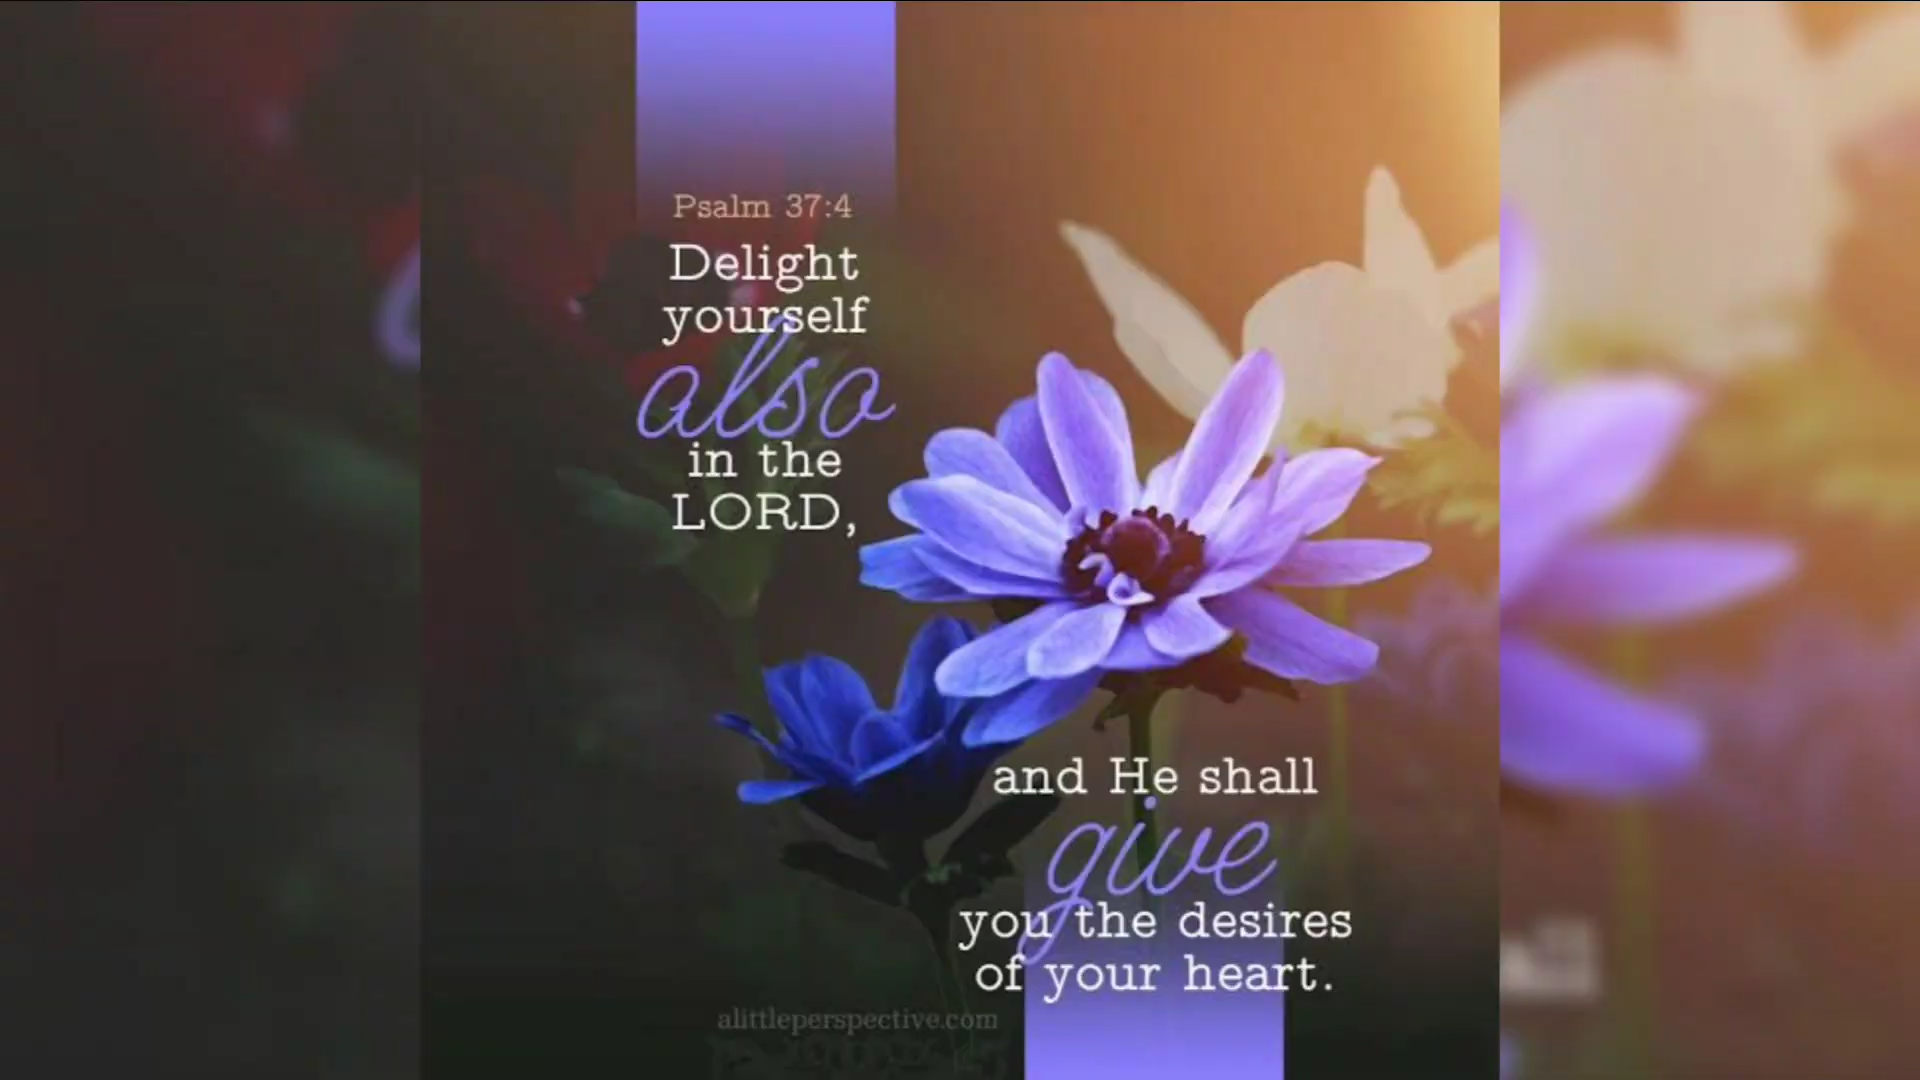 Psalm 37:4
Delight
yourself
also
in the
LORD,
and He shall
give
you the desires
of your heart.
alittleperspective.com